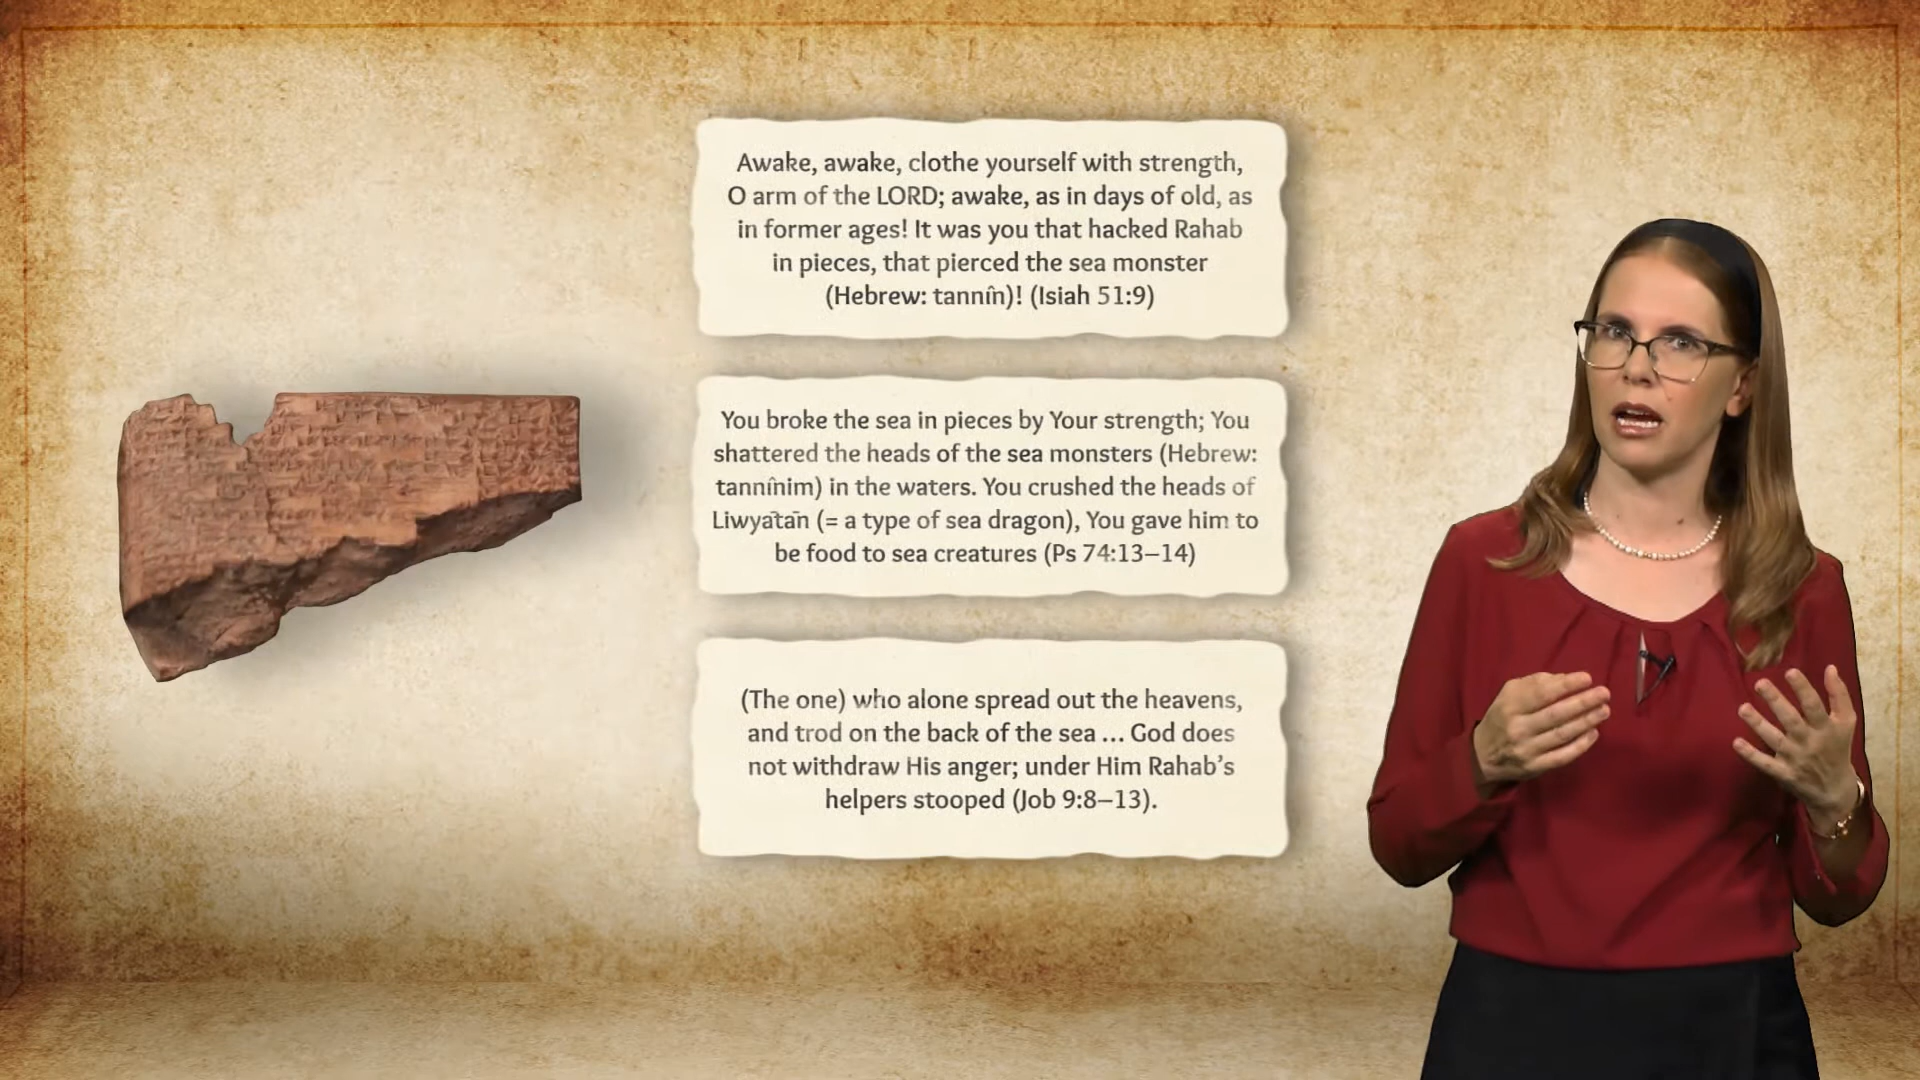 Awake, awake, clothe yourself with strength,
O arm of the LORD; awake, as in days of old, as
in former ages! It was you that hacked Rahab
in pieces, that pierced the sea monster
(Hebrew: tannîn)! (Isiah 51:9)
You broke the sea in pieces by Your strength; You
shattered the heads of the sea monsters (Hebrew:
tannînim) in the waters. You crushed the heads of
Liwyātān (= a type of sea dragon), You gave him to
be food to sea creatures (Ps 74:13–14)
(The one) who alone spread out the heavens,
and trod on the back of the sea ... God does
not withdraw His anger; under Him Rahab’s
helpers stooped (Job 9:8–13).